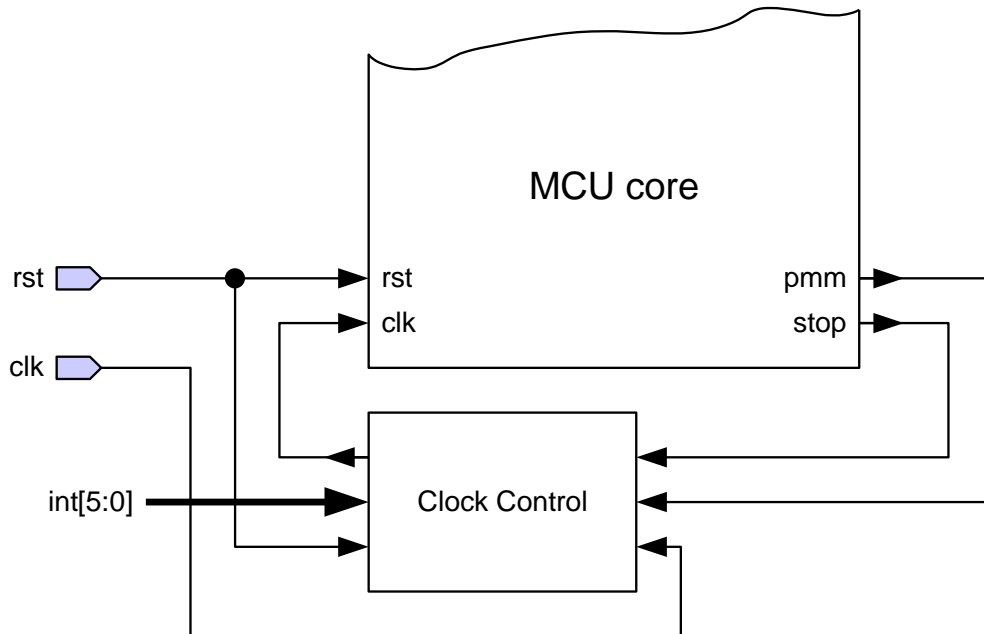 MCU core
rst
rst
pmm
clk
stop
clk
int[5:0]
Clock Control